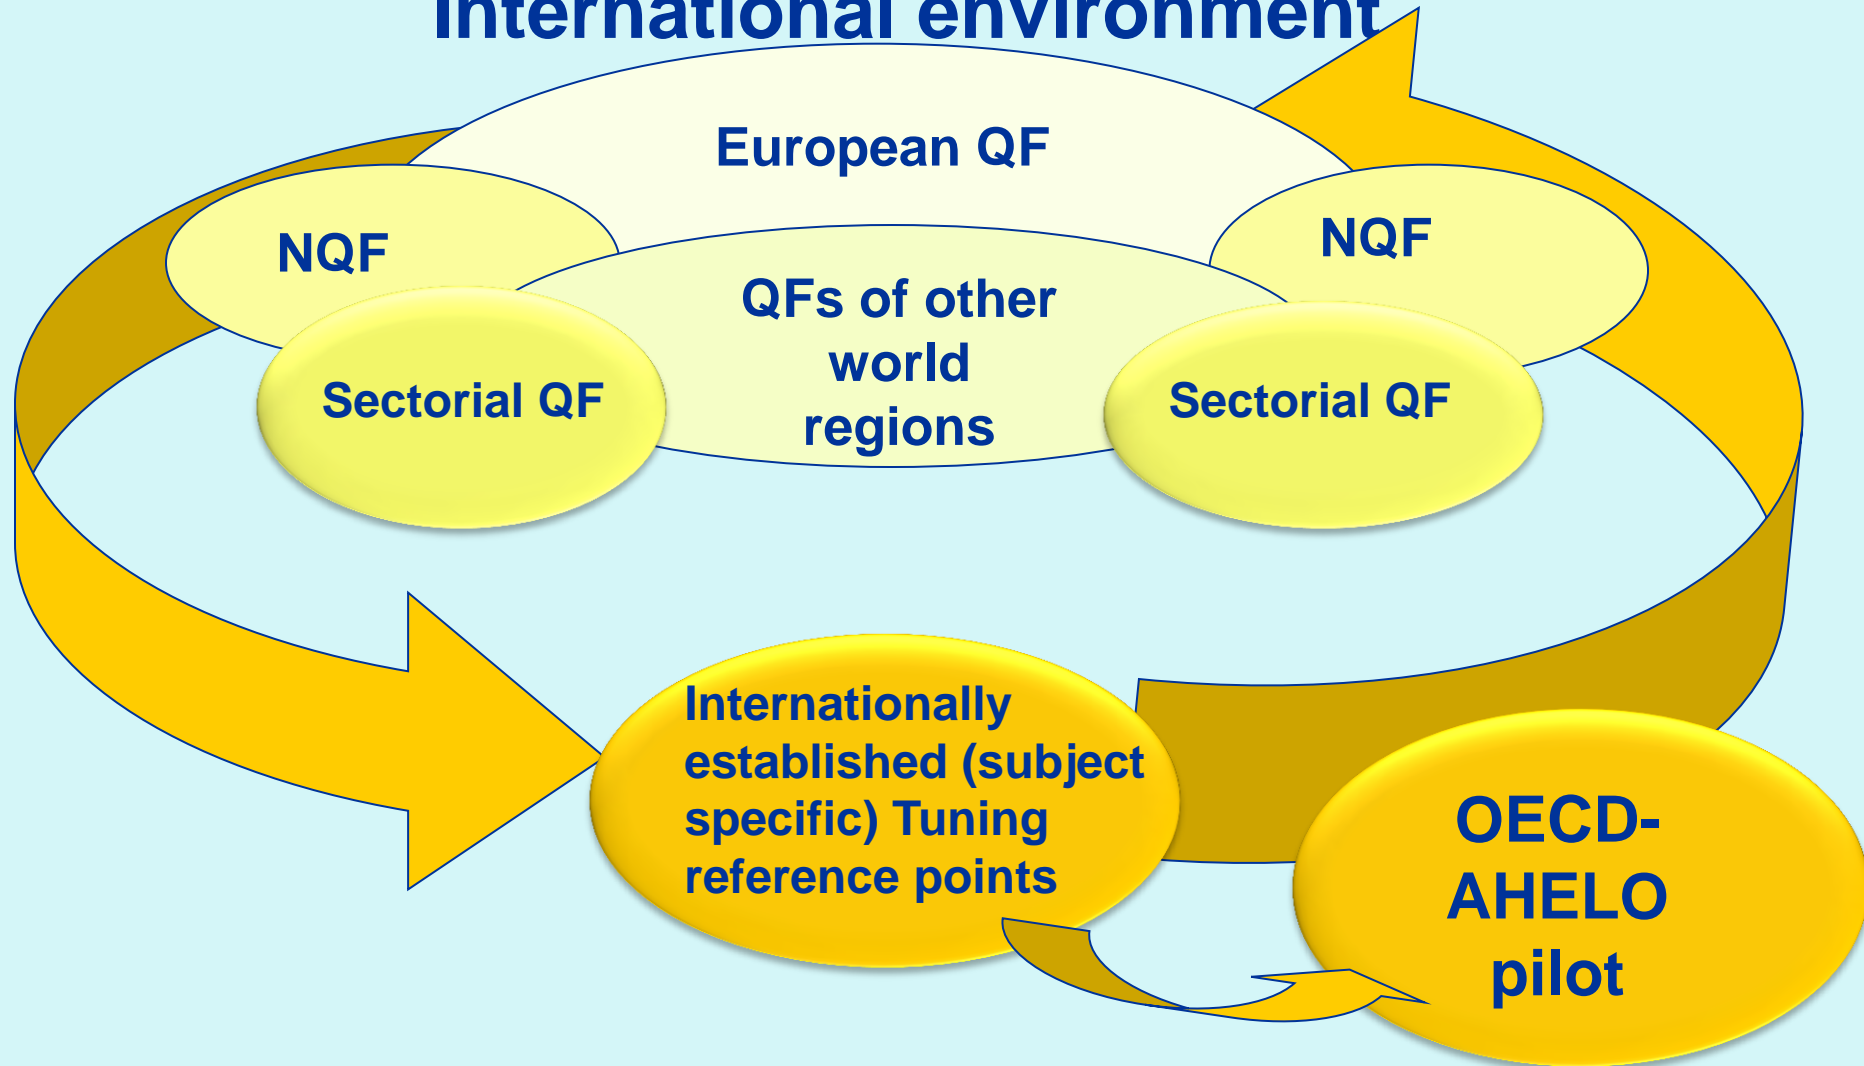 International environment
European QF
NQF
NQF
QFs of other
world
regions
Sectorial QF
Sectorial QF
Internationally
established (subject
specific) Tuning
reference points
OECD-
AHELO
pilot